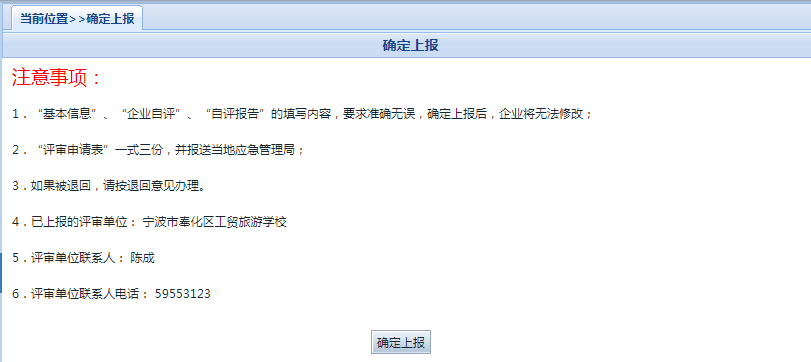 当前位置>>确定上报
确定上报
注意事项：
1．“基本信息”、“企业自评”、“自评报告”的填写内容，要求准确无误，确定上报后，企业将无法修改；
2．“评审申请表”一式三份，并报送当地应急管理局；
3．如果被退回，请按退回意见办理。
4．已上报的评审单位： 宁波市奉化区工贸旅游学校
5．评审单位联系人： 陈成
6．评审单位联系人电话： 59553123
确定上报